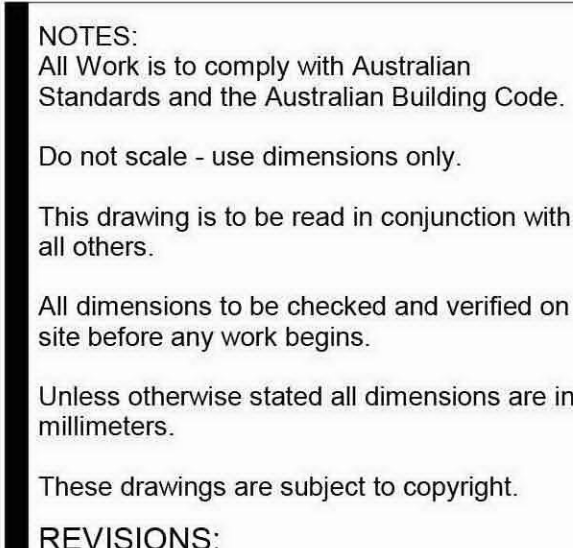 NOTES:
All Work is to comply with Australian
Standards and the Australian Building Code.
Do not scale - use dimensions only.
This drawing is to be read in conjunction with
all others.
All dimensions to be checked and verified on
site before any work begins.
Unless otherwise stated all dimensions are in
millimeters.
These drawings are subject to copyright.
REVISIONS: